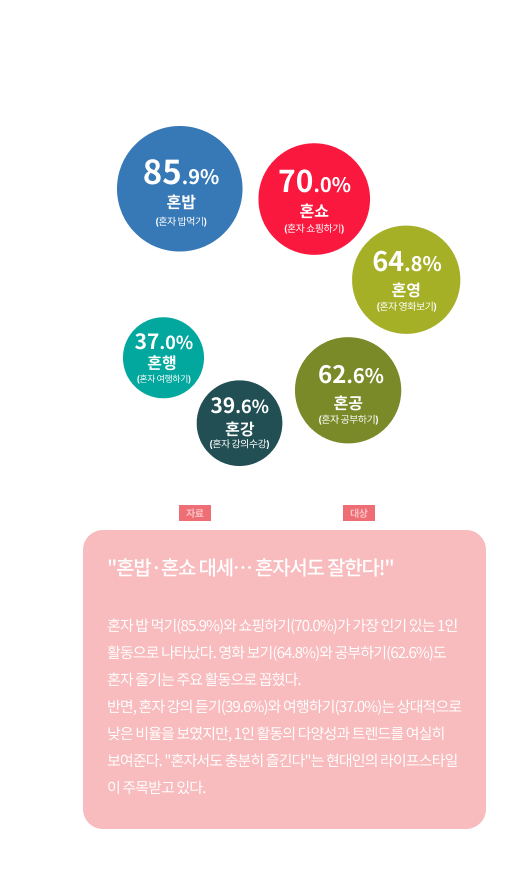 85.9%
혼밥
(혼자 밥먹기)
70.0%
혼쇼
(혼자 쇼핑하기)
64.8%
혼영
(혼자 영화보기)
62.6%
혼공
(혼자 공부하기)
39.6%
혼강
(혼자 강의수강)
37.0%
혼행
(혼자 여행하기)
자료
대상
"혼밥·혼쇼 대세… 혼자서도 잘한다!"
혼자 밥 먹기(85.9%)와 쇼핑하기(70.0%)가 가장 인기 있는 1인
활동으로 나타났다. 영화 보기(64.8%)와 공부하기(62.6%)도
혼자 즐기는 주요 활동으로 꼽혔다.
반면, 혼자 강의 듣기(39.6%)와 여행하기(37.0%)는 상대적으로
낮은 비율을 보였지만, 1인 활동의 다양성과 트렌드를 여실히
보여준다. "혼자서도 충분히 즐긴다"는 현대인의 라이프스타일
이 주목받고 있다.